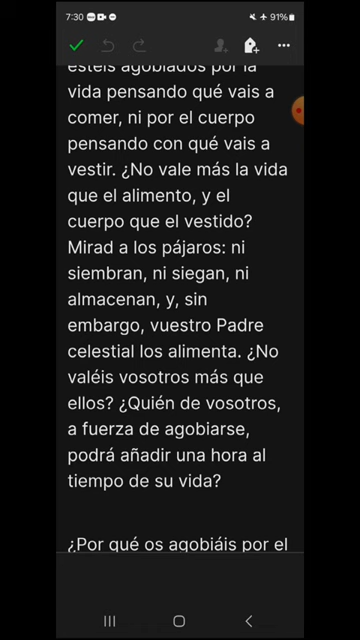 7:30
91%
estéis agobiados por la
vida pensando qué vais a
comer, ni por el cuerpo
pensando con qué vais a
vestir. ¿No vale más la vida
que el alimento, y el
cuerpo que el vestido?
Mirad a los pájaros: ni
siembran, ni siegan, ni
almacenan, y, sin
embargo, vuestro Padre
celestial los alimenta. ¿No
valéis vosotros más que
ellos? ¿Quién de vosotros,
a fuerza de agobiarse,
podrá añadir una hora al
tiempo de su vida?
¿Por qué os agobiáis por el